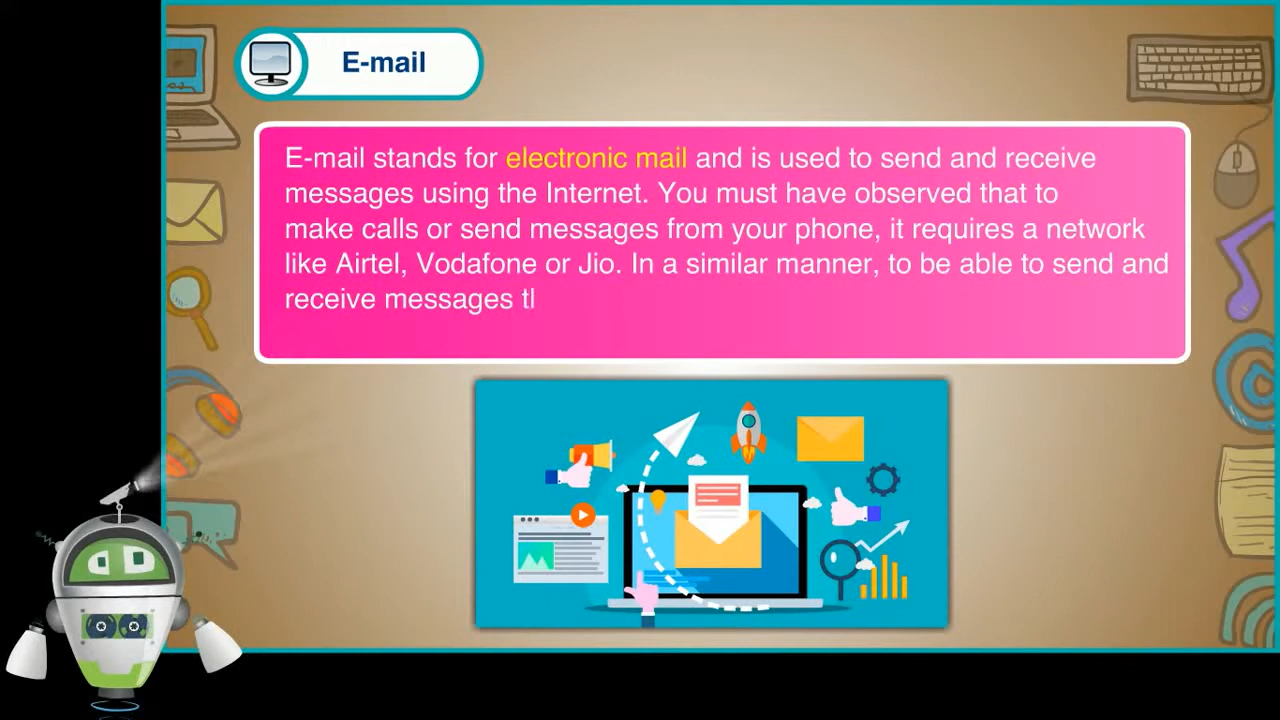 E-mail
E-mail stands for electronic mail and is used to send and receive
messages using the Internet. You must have observed that to
make calls or send messages from your phone, it requires a network
like Airtel, Vodafone or Jio. In a similar manner, to be able to send and
receive messages